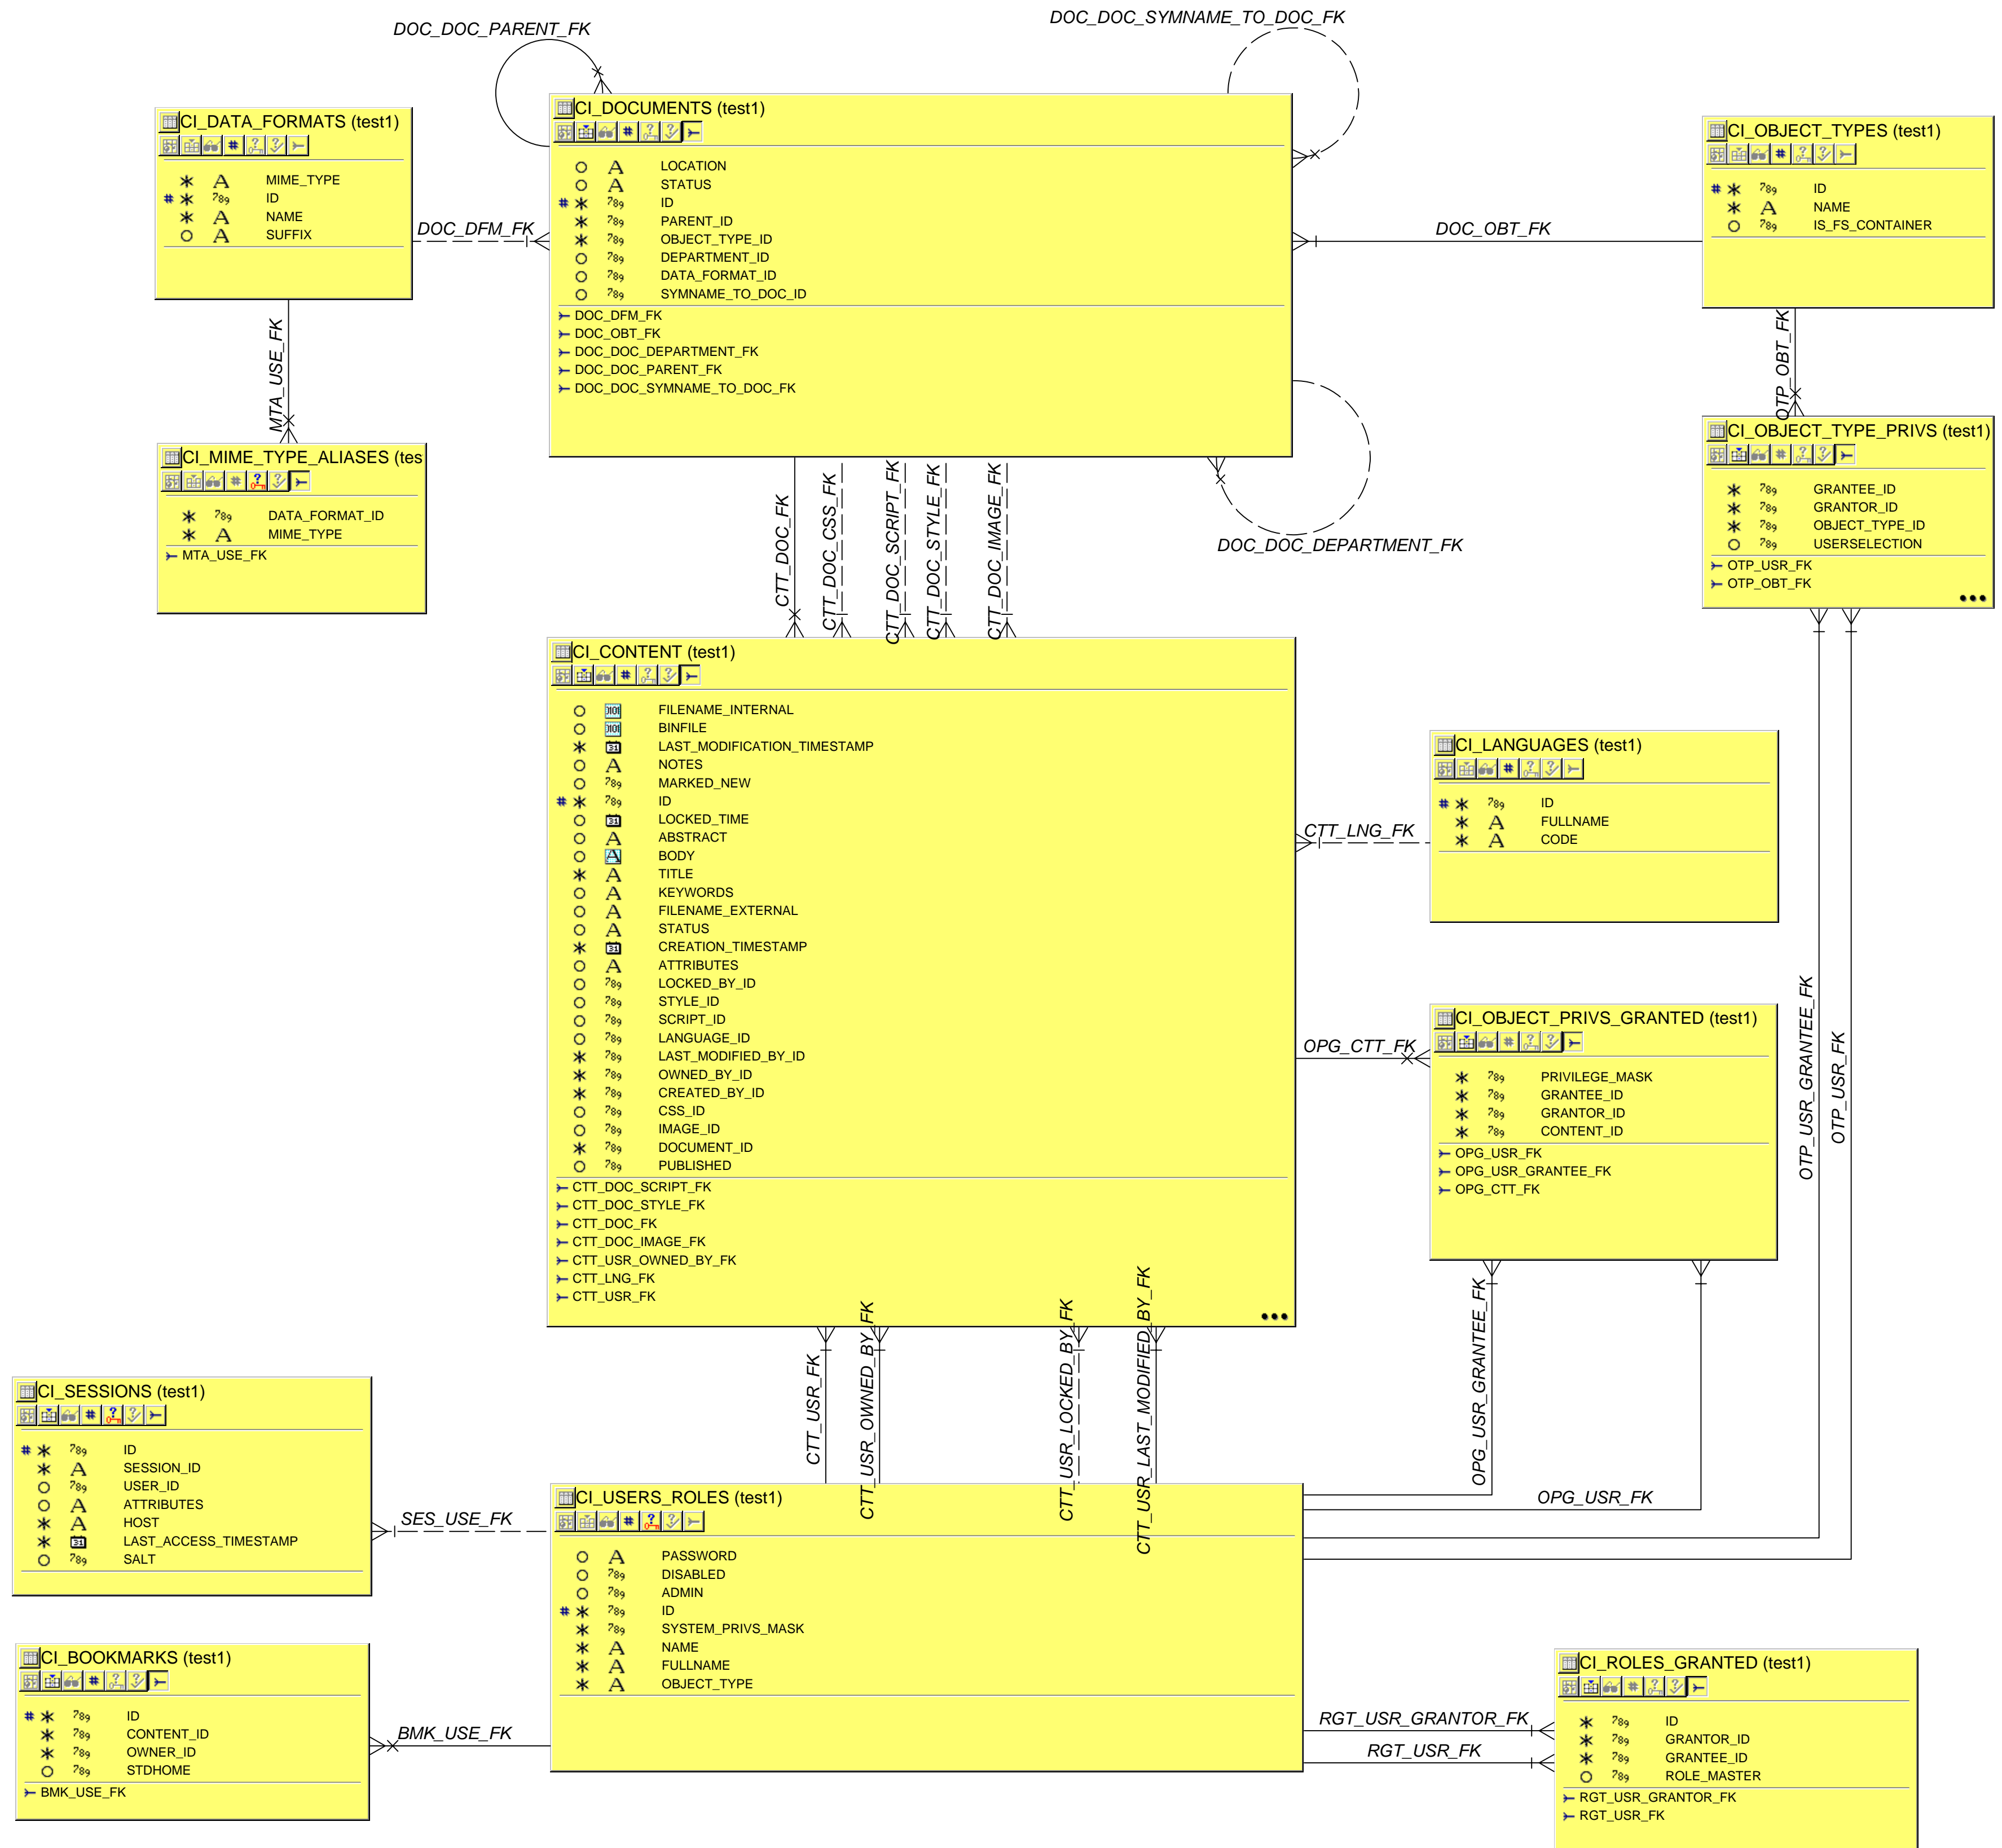 DOC_DOC_PARENT_FK
DOC_DOC_SYMNAME_TO_DOC_FK
CI_DATA_FORMATS (test1)
MIME_TYPE
ID
NAME
SUFFIX
DOC_DFM_FK
MTA_USE_FK
CI_MIME_TYPE_ALIASES (tes
DATA_FORMAT_ID
MIME_TYPE
MTA_USE_FK
CI_DOCUMENTS (test1)
LOCATION
STATUS
ID
PARENT_ID
OBJECT_TYPE_ID
DEPARTMENT_ID
DATA_FORMAT_ID
SYMNAME_TO_DOC_ID
DOC_DFM_FK
DOC_OBT_FK
DOC_DOC_DEPARTMENT_FK
DOC_DOC_PARENT_FK
DOC_DOC_SYMNAME_TO_DOC_FK
DOC_OBT_FK
CI_OBJECT_TYPES (test1)
ID
NAME
IS_FS_CONTAINER
OTP_OBT_FK
CI_OBJECT_TYPE_PRIVS (test1)
GRANTEE_ID
GRANTOR_ID
OBJECT_TYPE_ID
USERSELECTION
OTP_USR_FK
OTP_OBT_FK
DOC_DOC_DEPARTMENT_FK
CTT_DOC_FK
CTT_DOC_CSS_FK
CTT_DOC_SCRIPT_FK
CTT_DOC_STYLE_FK
CTT_DOC_IMAGE_FK
CI_CONTENT (test1)
FILENAME_INTERNAL
BINFILE
LAST_MODIFICATION_TIMESTAMP
NOTES
MARKED_NEW
ID
LOCKED_TIME
ABSTRACT
BODY
TITLE
KEYWORDS
FILENAME_EXTERNAL
STATUS
CREATION_TIMESTAMP
ATTRIBUTES
LOCKED_BY_ID
STYLE_ID
SCRIPT_ID
LANGUAGE_ID
LAST_MODIFIED_BY_ID
OWNED_BY_ID
CREATED_BY_ID
CSS_ID
IMAGE_ID
DOCUMENT_ID
PUBLISHED
CTT_DOC_SCRIPT_FK
CTT_DOC_STYLE_FK
CTT_DOC_FK
CTT_DOC_IMAGE_FK
CTT_USR_OWNED_BY_FK
CTT_LNG_FK
CTT_USR_FK
CTT_LNG_FK
CI_LANGUAGES (test1)
ID
FULLNAME
CODE
OPG_CTT_FK
CI_OBJECT_PRIVS_GRANTED (test1)
PRIVILEGE_MASK
GRANTEE_ID
GRANTOR_ID
CONTENT_ID
OPG_USR_FK
OPG_USR_GRANTEE_FK
OPG_CTT_FK
OTP_USR_GRANTEE_FK
OTP_USR_FK
CTT_USR_FK
CTT_USR_OWNED_BY_FK
CTT_USR_LOCKED_BY_FK
CTT_USR_LAST_MODIFIED_BY_FK
OPG_USR_GRANTEE_FK
OPG_USR_FK
CI_SESSIONS (test1)
ID
SESSION_ID
USER_ID
ATTRIBUTES
HOST
LAST_ACCESS_TIMESTAMP
SALT
SES_USE_FK
CI_USERS_ROLES (test1)
PASSWORD
DISABLED
ADMIN
ID
SYSTEM_PRIVS_MASK
NAME
FULLNAME
OBJECT_TYPE
CI_BOOKMARKS (test1)
ID
CONTENT_ID
OWNER_ID
STDHOME
BMK_USE_FK
BMK_USE_FK
RGT_USR_GRANTOR_FK
RGT_USR_FK
CI_ROLES_GRANTED (test1)
ID
GRANTOR_ID
GRANTEE_ID
ROLE_MASTER
RGT_USR_GRANTOR_FK
RGT_USR_FK